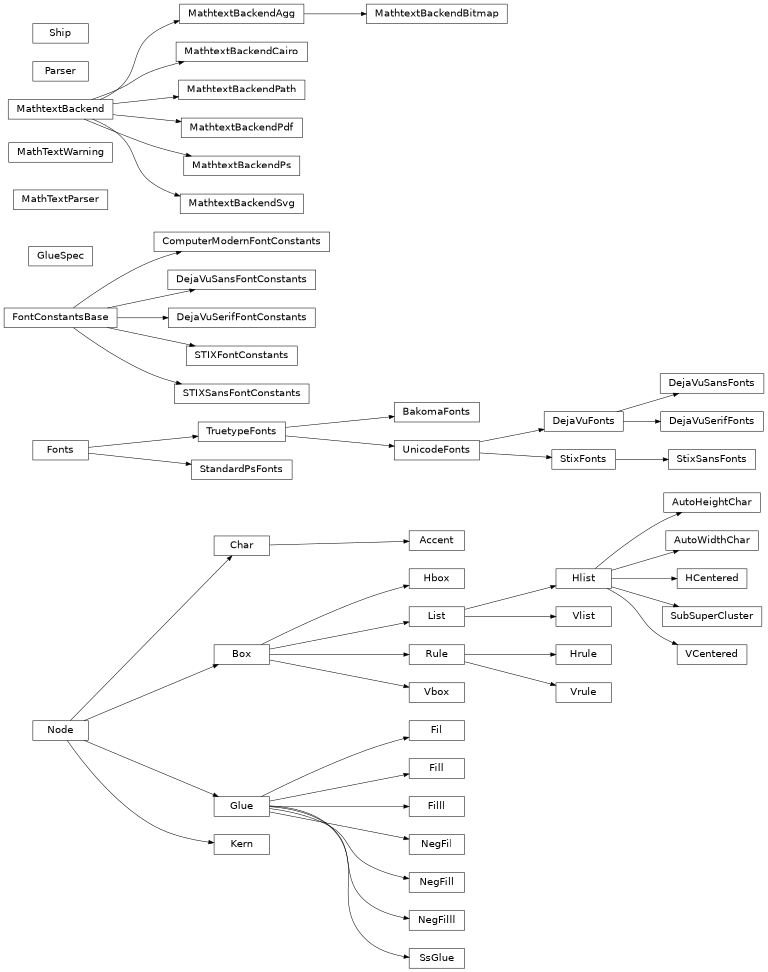 MathtextBackendAgg
MathtextBackendBitmap
Ship
MathtextBackendCairo
Parser
MathtextBackendPath
MathtextBackend
MathtextBackendPdf
MathTextWarning
MathtextBackendPs
MathTextParser
MathtextBackendSvg
ComputerModernFontConstants
GlueSpec
DejaVuSansFontConstants
FontConstantsBase
DejaVuSerifFontConstants
STIXFontConstants
STIXSansFontConstants
DejaVuSansFonts
BakomaFonts
DejaVuFonts
DejaVuSerifFonts
TruetypeFonts
Fonts
UnicodeFonts
StixFonts
StixSansFonts
StandardPsFonts
AutoHeightChar
Char
Accent
AutoWidthChar
Hbox
Hlist
HCentered
List
Vlist
SubSuperCluster
Box
Rule
Hrule
VCentered
Vbox
Vrule
Node
Fil
Fill
Glue
Filll
Kern
NegFil
NegFill
NegFilll
SsGlue